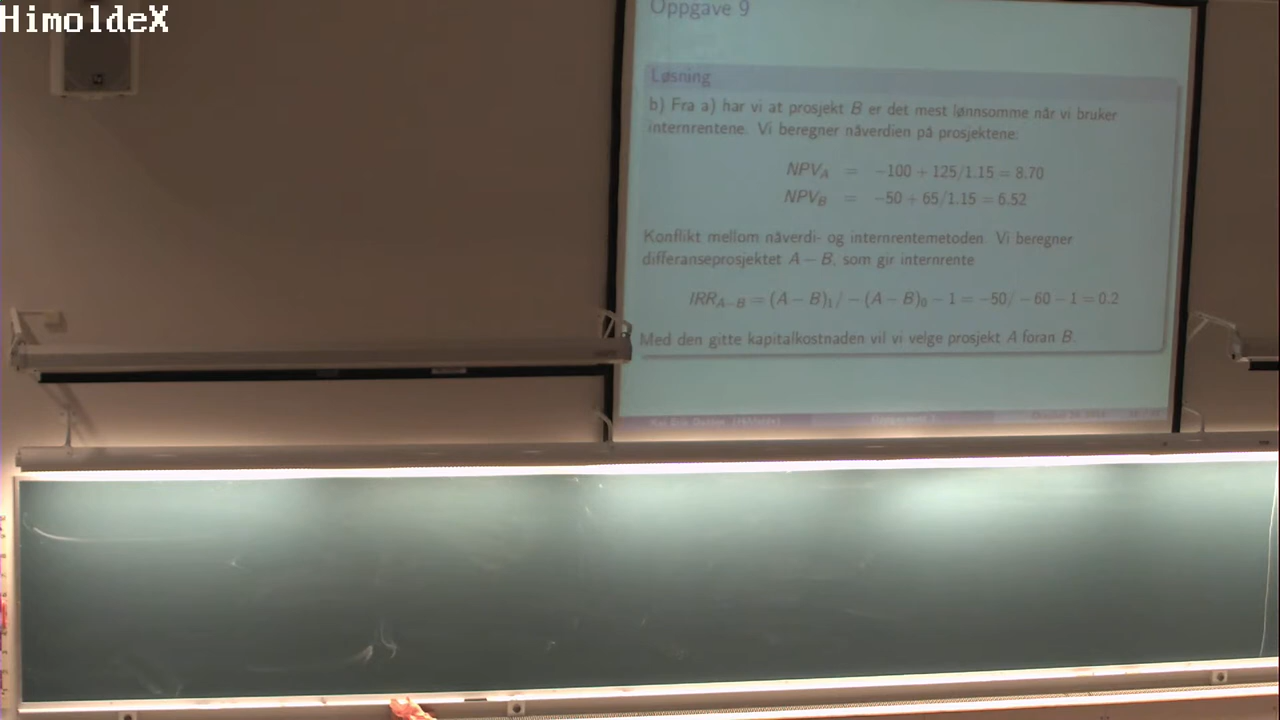 HimoldeX
Oppgave 9
Løsning
b) Fra a) har vi at prosjekt B er det mest lønnsomme når vi bruker
internrentene. Vi beregner nåverdien på prosjektene:
NPV_A = −100 + 125/1.15 = 8.70
NPV_B = −50 + 65/1.15 = 6.52
Konflikt mellom nåverdi- og internrentemetoden. Vi beregner
differanseprosjektet A − B, som gir internrente
IRR_{A−B} = (A − B)₁/ − (A − B)₀ − 1 = −50/ − 60 − 1 = 0.2
Med den gitte kapitalkostnaden vil vi velge prosjekt A foran B.